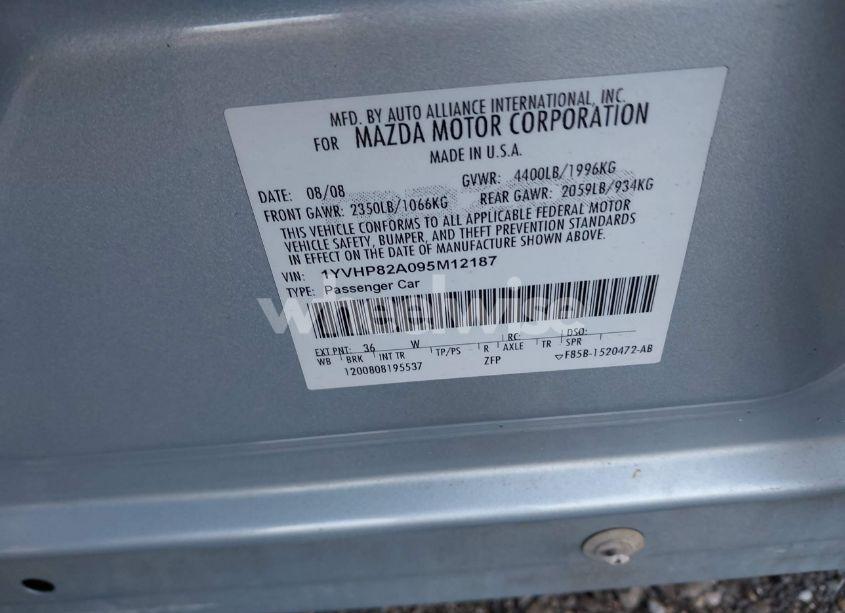 MFD. BY AUTO ALLIANCE INTERNATIONAL, INC.
FOR MAZDA MOTOR CORPORATION
MADE IN U.S.A.
DATE: 08/08 GVWR: 4400LB/1996KG
FRONT GAWR: 2350LB/1066KG REAR GAWR: 2059LB/934KG
THIS VEHICLE CONFORMS TO ALL APPLICABLE FEDERAL MOTOR
VEHICLE SAFETY, BUMPER, AND THEFT PREVENTION STANDARDS
IN EFFECT ON THE DATE OF MANUFACTURE SHOWN ABOVE.
VIN: 1YVHP82A095M12187
TYPE: Passenger Car
wheelwise
EXT PNT: 36 W RC: DSO:
WB BRK INT TR TP/PS R AXLE TR SPR
1200808195537 ZFP F85B-1520472-AB